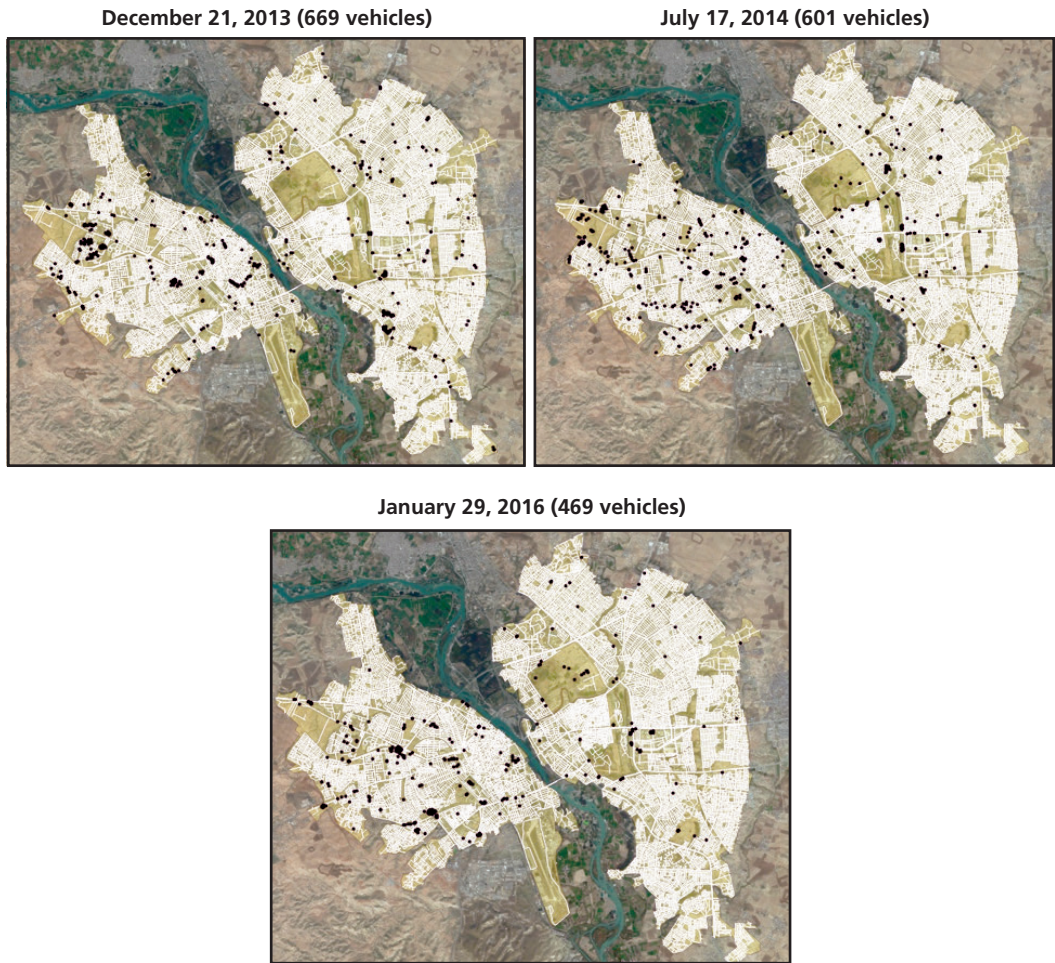 December 21, 2013 (669 vehicles)
July 17, 2014 (601 vehicles)
January 29, 2016 (469 vehicles)